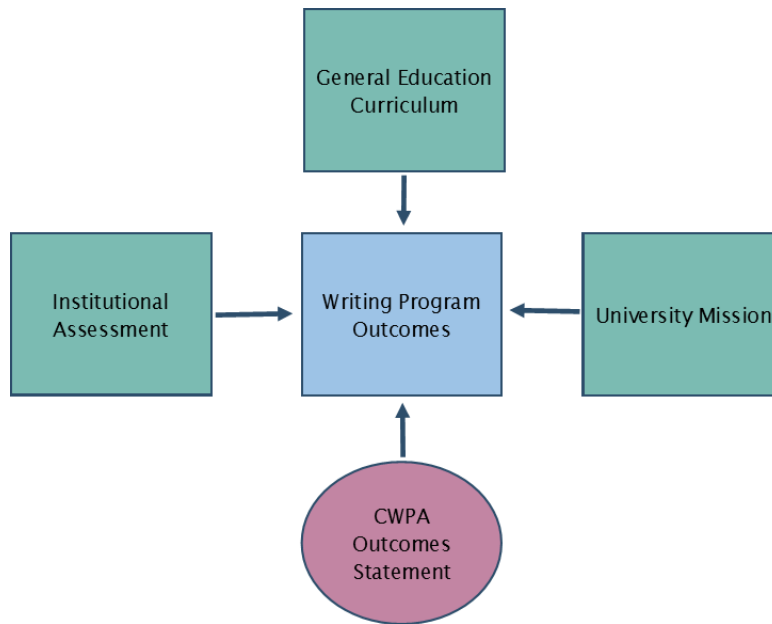 General Education
Curriculum
Institutional
Assessment
Writing Program
Outcomes
University Mission
CWPA
Outcomes
Statement